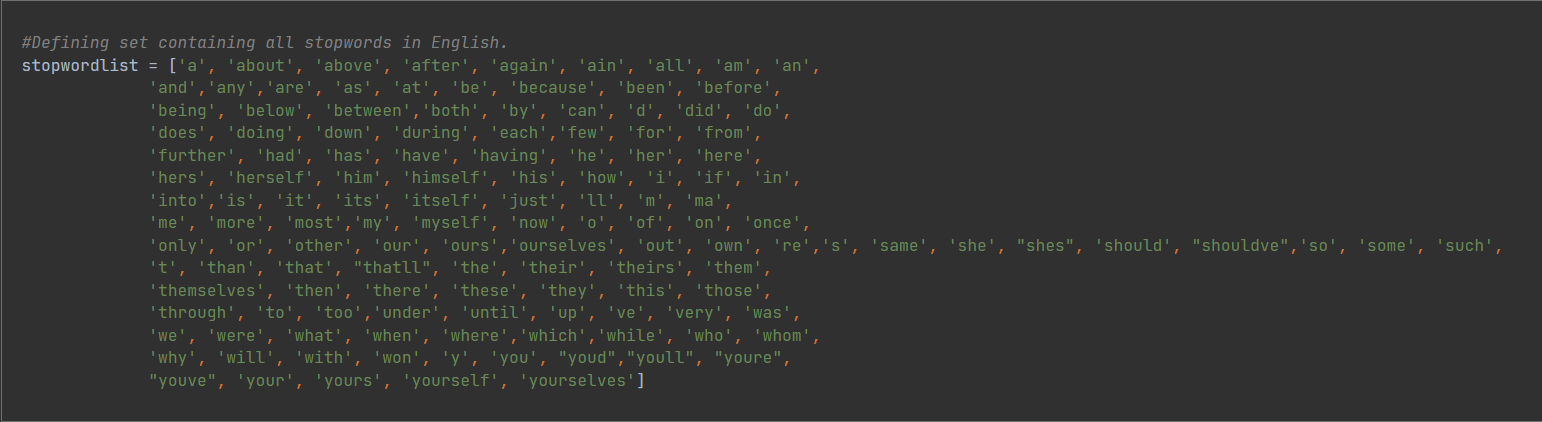 #Defining set containing all stopwords in English.
stopwordlist = ['a', 'about', 'above', 'after', 'again', 'ain', 'all', 'am', 'an',
'and','any','are', 'as', 'at', 'be', 'because', 'been', 'before',
'being', 'below', 'between','both', 'by', 'can', 'd', 'did', 'do',
'does', 'doing', 'down', 'during', 'each','few', 'for', 'from',
'further', 'had', 'has', 'have', 'having', 'he', 'her', 'here',
'hers', 'herself', 'him', 'himself', 'his', 'how', 'i', 'if', 'in',
'into','is', 'it', 'its', 'itself', 'just', 'll', 'm', 'ma',
'me', 'more', 'most','my', 'myself', 'now', 'o', 'of', 'on', 'once',
'only', 'or', 'other', 'our', 'ours','ourselves', 'out', 'own', 're','s', 'same', 'she', "shes", 'should', "shouldve",'so', 'some', 'such',
't', 'than', 'that', "thatll", 'the', 'their', 'theirs', 'them',
'themselves', 'then', 'there', 'these', 'they', 'this', 'those',
'through', 'to', 'too','under', 'until', 'up', 've', 'very', 'was',
'we', 'were', 'what', 'when', 'where','which','while', 'who', 'whom',
'why', 'will', 'with', 'won', 'y', 'you', "youd","youll", "youre",
"youve", 'your', 'yours', 'yourself', 'yourselves']